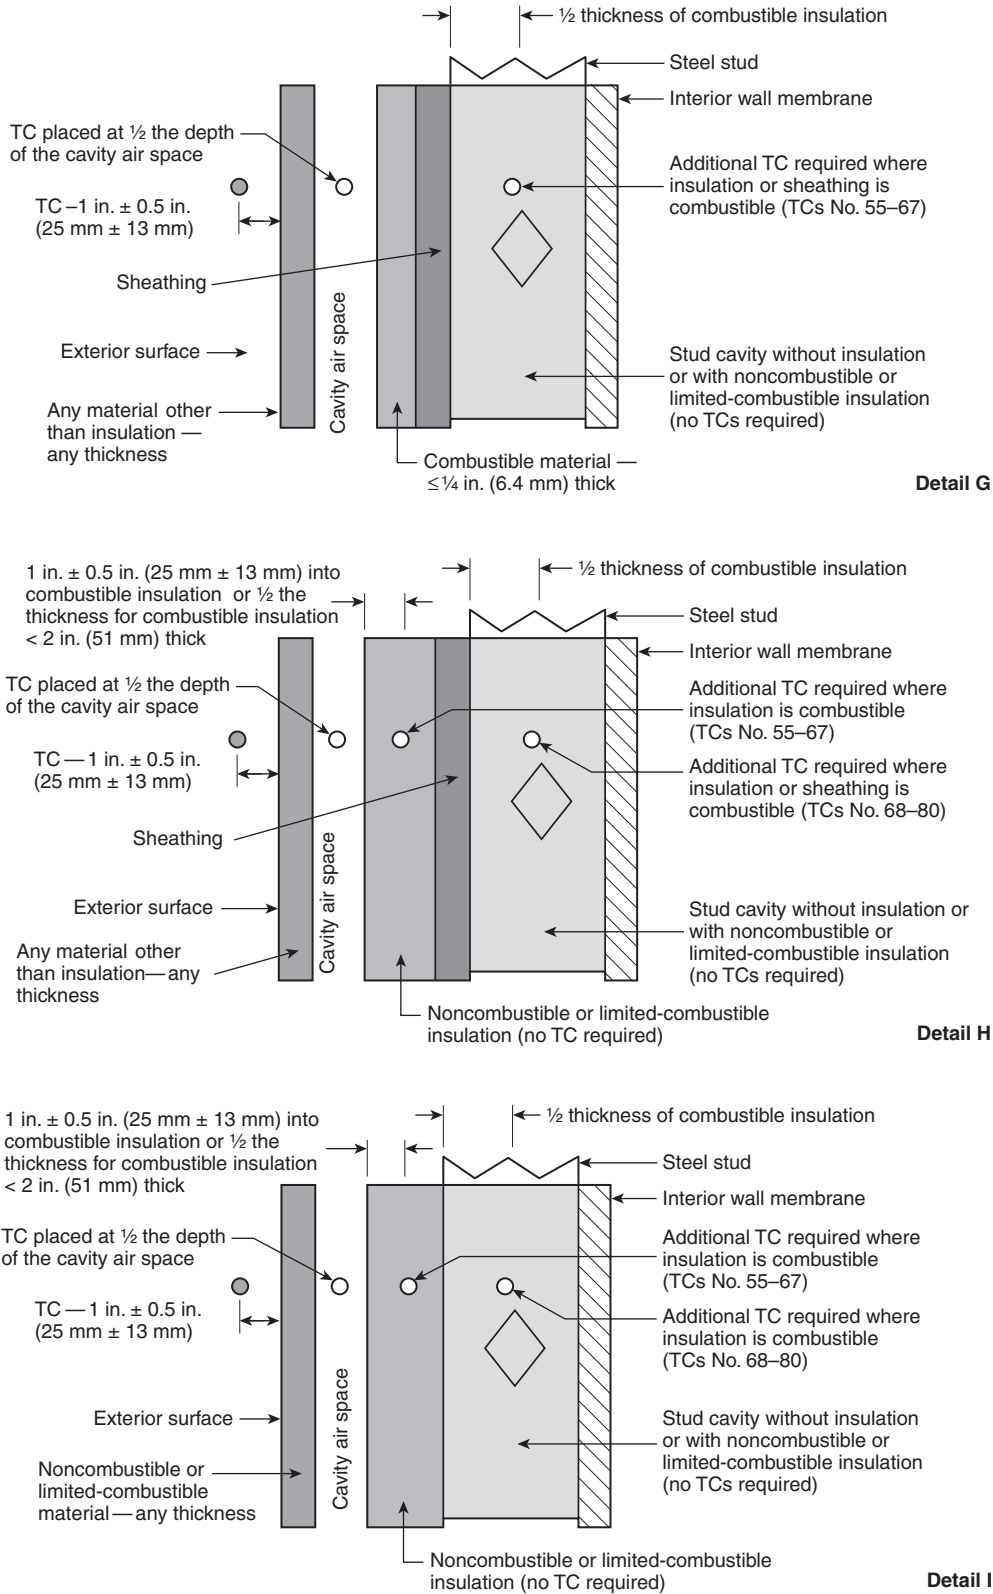 ½ thickness of combustible insulation
Steel stud
Interior wall membrane
TC placed at ½ the depth
of the cavity air space
Additional TC required where
insulation or sheathing is
combustible (TCs No. 55–67)
TC –1 in. ± 0.5 in.
(25 mm ± 13 mm)
Sheathing
Cavity air space
Exterior surface
Stud cavity without insulation
or with noncombustible or
limited-combustible insulation
(no TCs required)
Any material other
than insulation —
any thickness
Combustible material —
≤ ¼ in. (6.4 mm) thick
Detail G
1 in. ± 0.5 in. (25 mm ± 13 mm) into
combustible insulation or ½ the
thickness for combustible insulation
< 2 in. (51 mm) thick
½ thickness of combustible insulation
Steel stud
Interior wall membrane
TC placed at ½ the depth
of the cavity air space
Additional TC required where
insulation is combustible
(TCs No. 55–67)
TC — 1 in. ± 0.5 in.
(25 mm ± 13 mm)
Additional TC required where
insulation or sheathing is
combustible (TCs No. 68–80)
Sheathing
Cavity air space
Exterior surface
Stud cavity without insulation or
with noncombustible or
limited-combustible insulation
(no TCs required)
Any material other
than insulation — any
thickness
Noncombustible or limited-combustible
insulation (no TC required)
Detail H
1 in. ± 0.5 in. (25 mm ± 13 mm) into
combustible insulation or ½ the
thickness for combustible insulation
< 2 in. (51 mm) thick
½ thickness of combustible insulation
Steel stud
Interior wall membrane
TC placed at ½ the depth
of the cavity air space
Additional TC required where
insulation is combustible
(TCs No. 55–67)
TC — 1 in. ± 0.5 in.
(25 mm ± 13 mm)
Additional TC required where
insulation is combustible
(TCs No. 68–80)
Cavity air space
Exterior surface
Stud cavity without insulation
or with noncombustible or
limited-combustible insulation
(no TCs required)
Noncombustible or
limited-combustible
material — any thickness
Noncombustible or limited-combustible
insulation (no TC required)
Detail I